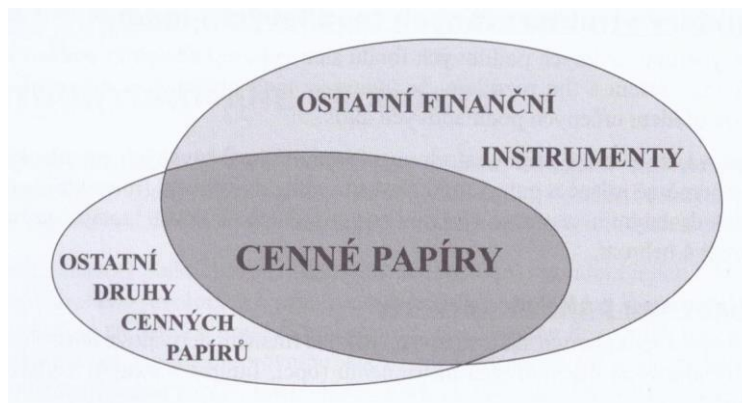 OSTATNÍ FINANČNÍ
INSTRUMENTY
CENNÉ PAPÍRY
OSTATNÍ
DRUHY
CENNÝCH
PAPÍRŮ